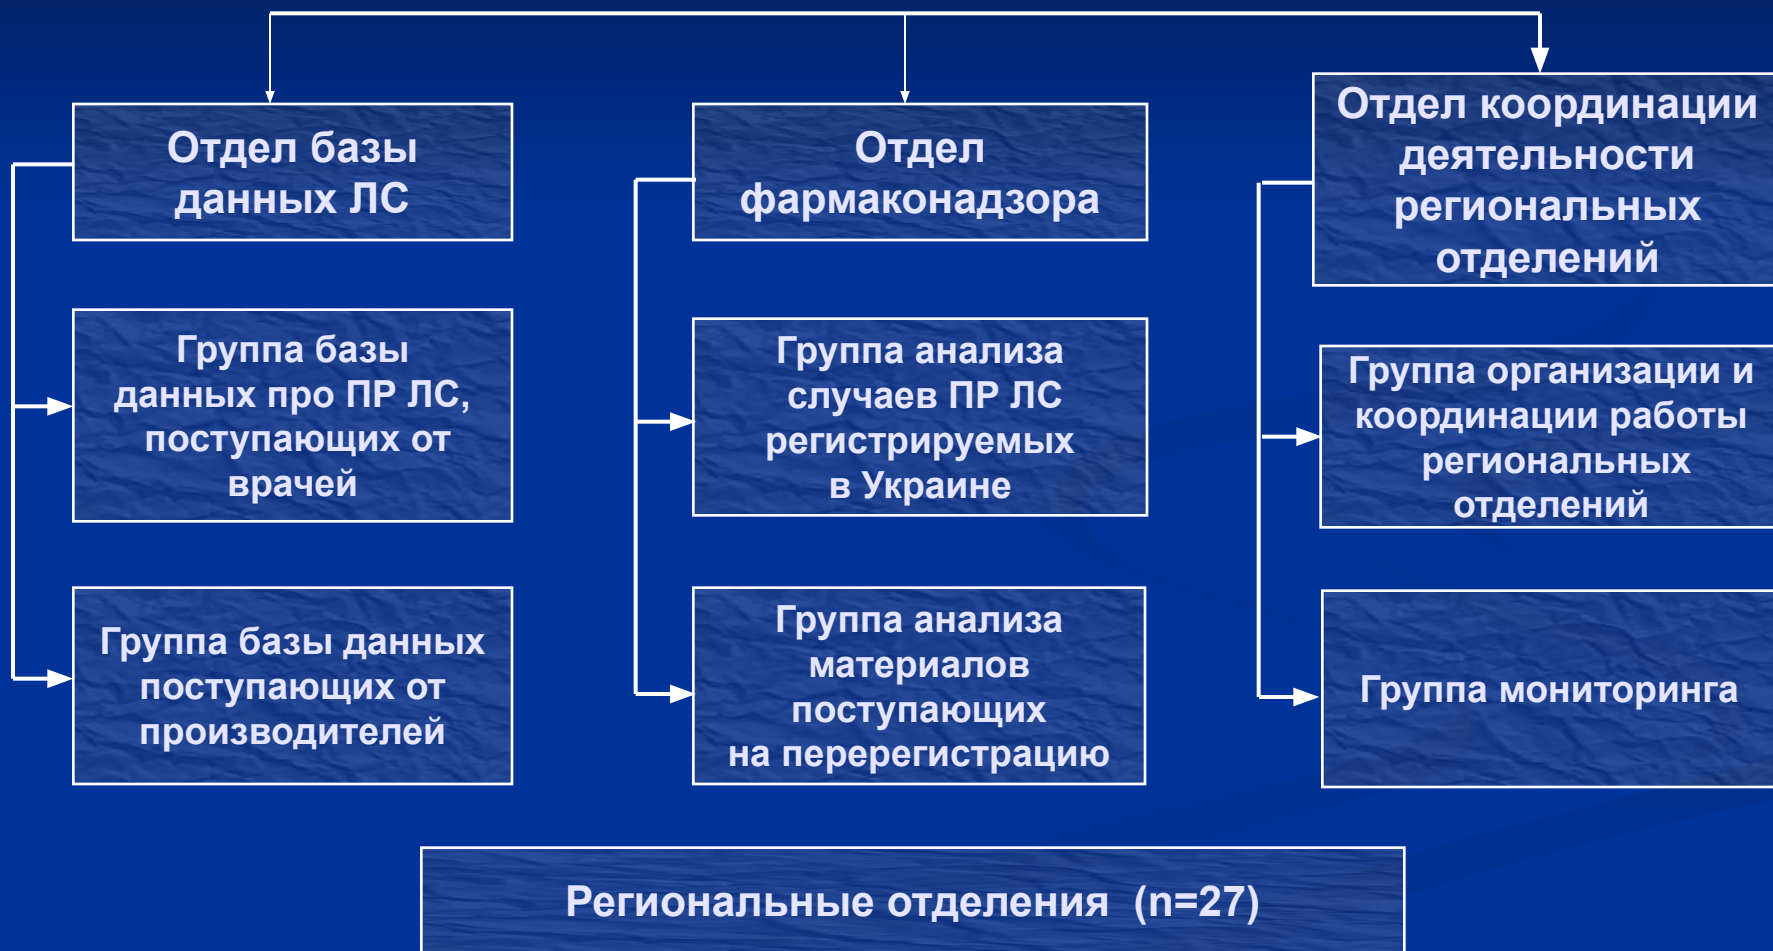 Отдел базы
данных ЛС
Отдел
фармаконадзора
Отдел координации
деятельности
региональных
отделений
Группа базы
данных про ПР ЛС,
поступающих от
врачей
Группа анализа
случаев ПР ЛС
регистрируемых
в Украине
Группа организации и
координации работы
региональных
отделений
Группа базы данных
поступающих от
производителей
Группа анализа
материалов
поступающих
на перерегистрацию
Группа мониторинга
Региональные отделения (n=27)